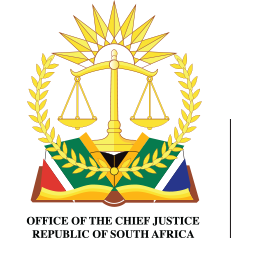 OFFICE OF THE CHIEF JUSTICE
REPUBLIC OF SOUTH AFRICA